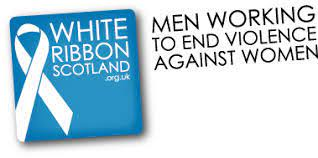 WHITE
RIBBON
SCOTLAND
.org.uk
MEN WORKING
TO END VIOLENCE
AGAINST WOMEN